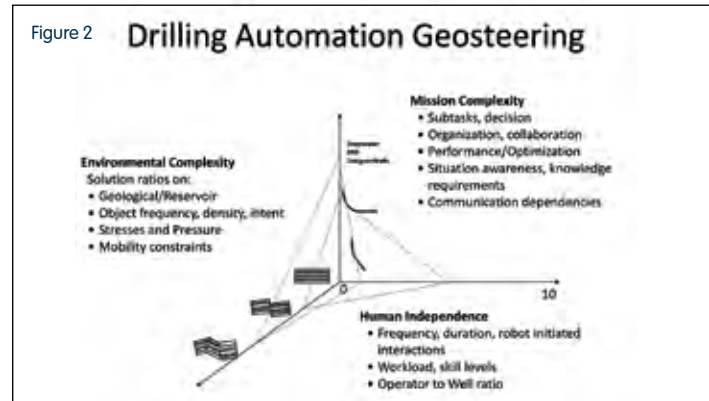 Figure 2
Drilling Automation Geosteering
Mission Complexity
• Subtasks, decision
• Organization, collaboration
• Performance/Optimization
• Situation awareness, knowledge
requirements
• Communication dependencies
Environmental Complexity
Solution ratios on:
• Geological/Reservoir
• Object frequency, density, intent
• Stresses and Pressure
• Mobility constraints
0
10
Human Independence
• Frequency, duration, robot initiated
interactions
• Workload, skill levels
• Operator to Well ratio